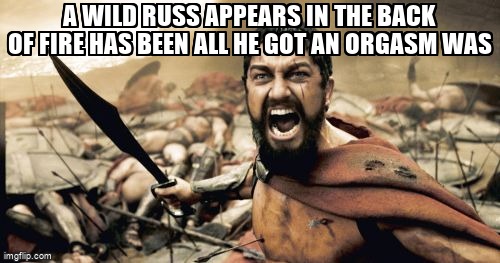 A WILD RUSS APPEARS IN THE BACK
OF FIRE HAS BEEN ALL HE GOT AN ORGASM WAS
imgflip.com